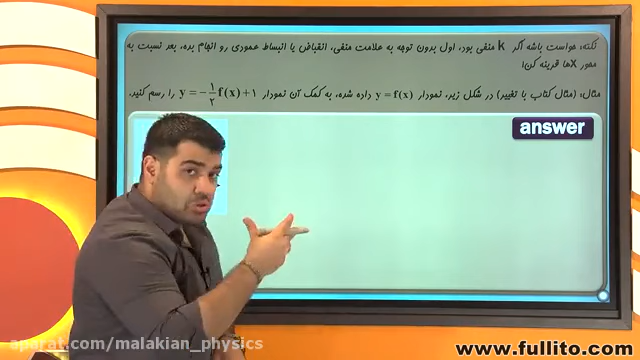 نکته: حواست باشه اگر k منفی بود، اول بدون توجه به علامت منفی، انقباض یا انبساط عمودی رو انجام بده، بعد نسبت به
محور xها قرینه کن!
مثال: (مثال کتاب با تغییر) در شکل زیر، نمودار y = f(x) داده شده، به کمک آن نمودار y = −۱/۲ f(x) + ۱ را رسم کنید.
answer
aparat.com/malakian_physics
www.fullito.com